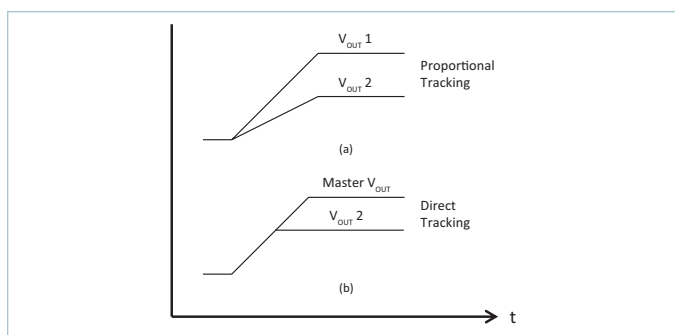 V_OUT 1
Proportional
Tracking
V_OUT 2
(a)
Master V_OUT
Direct
Tracking
V_OUT 2
(b)
t